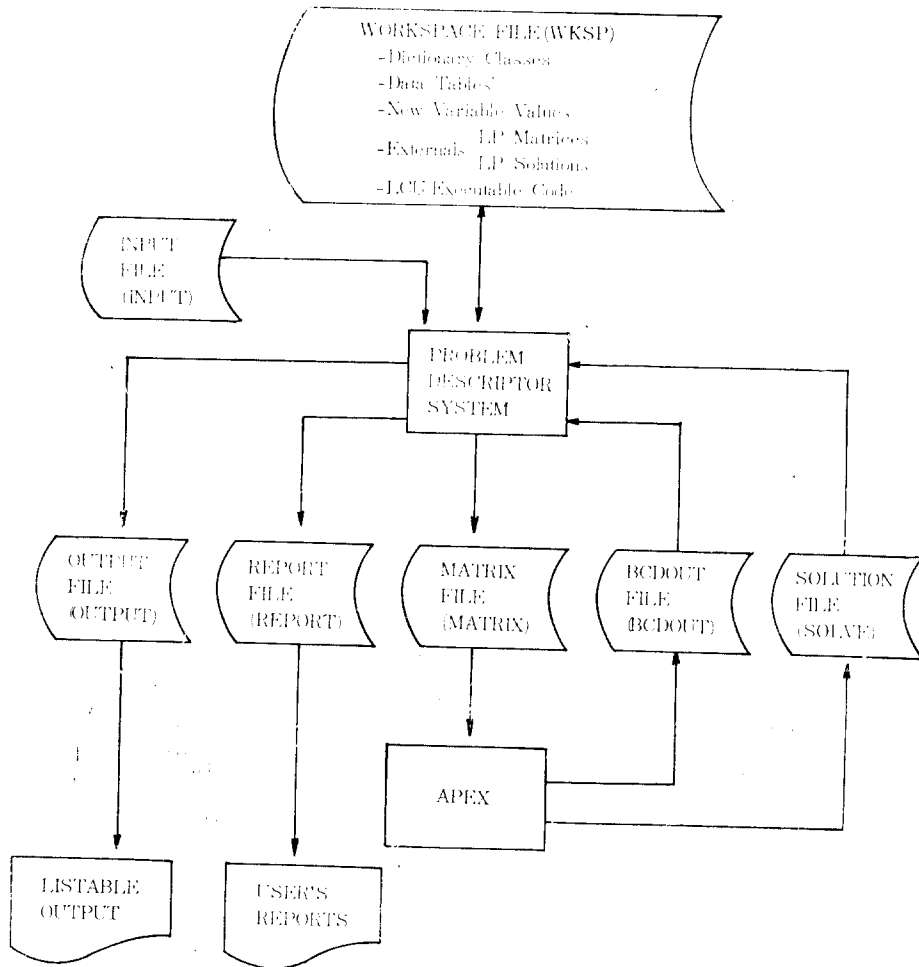 WORKSPACE FILE (WKSP)
-Dictionary Classes
-Data Tables
-New Variable Values
LP Matrices
-Externals
LP Solutions
-LCU Executable Code
INPUT
FILE
(INPUT)
PROBLEM
DESCRIPTOR
SYSTEM
OUTPUT
FILE
(OUTPUT)
REPORT
FILE
(REPORT)
MATRIX
FILE
(MATRIX)
BCDOUT
FILE
(BCDOUT)
SOLUTION
FILE
(SOLVE)
APEX
LISTABLE
OUTPUT
USER'S
REPORTS